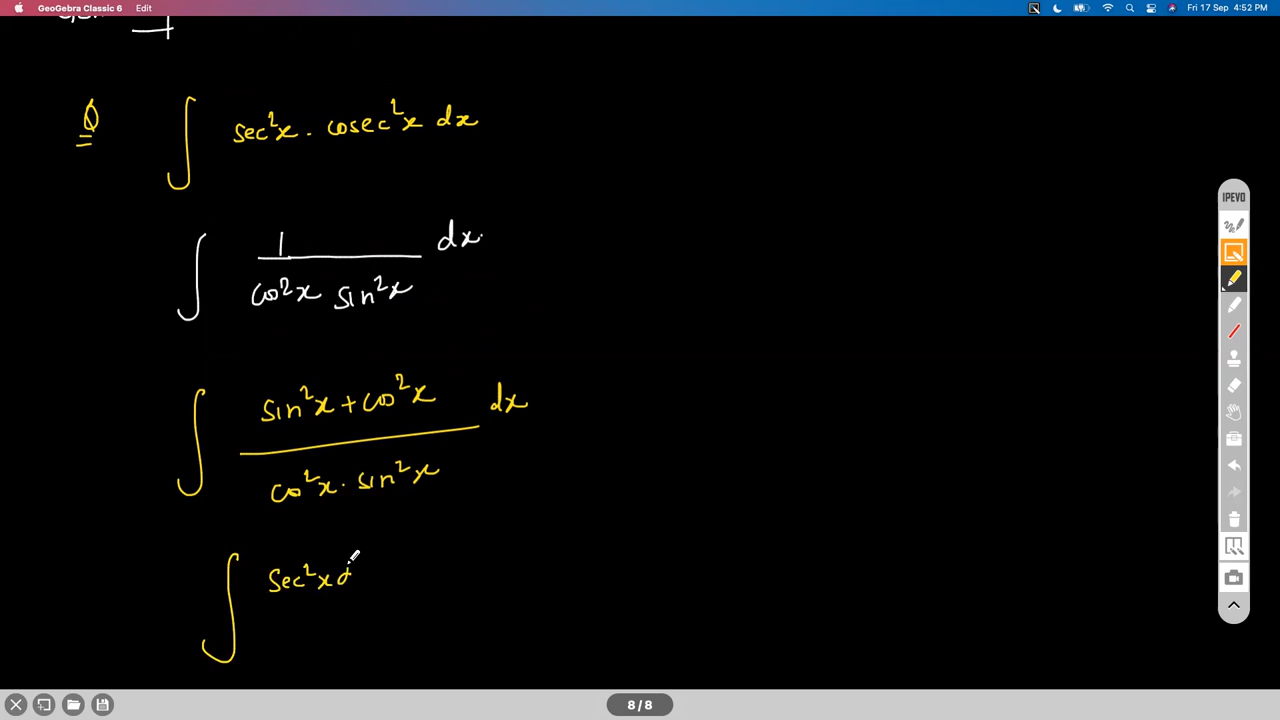 GeoGebra Classic 6 Edit Fri 17 Sep 4:52 PM
Q ∫ sec²x . cosec²x dx
∫ 1 / cos²x sin²x dx
∫ sin²x + cos²x / cos²x . sin²x dx
∫ sec²x d
IPEVO
8 / 8